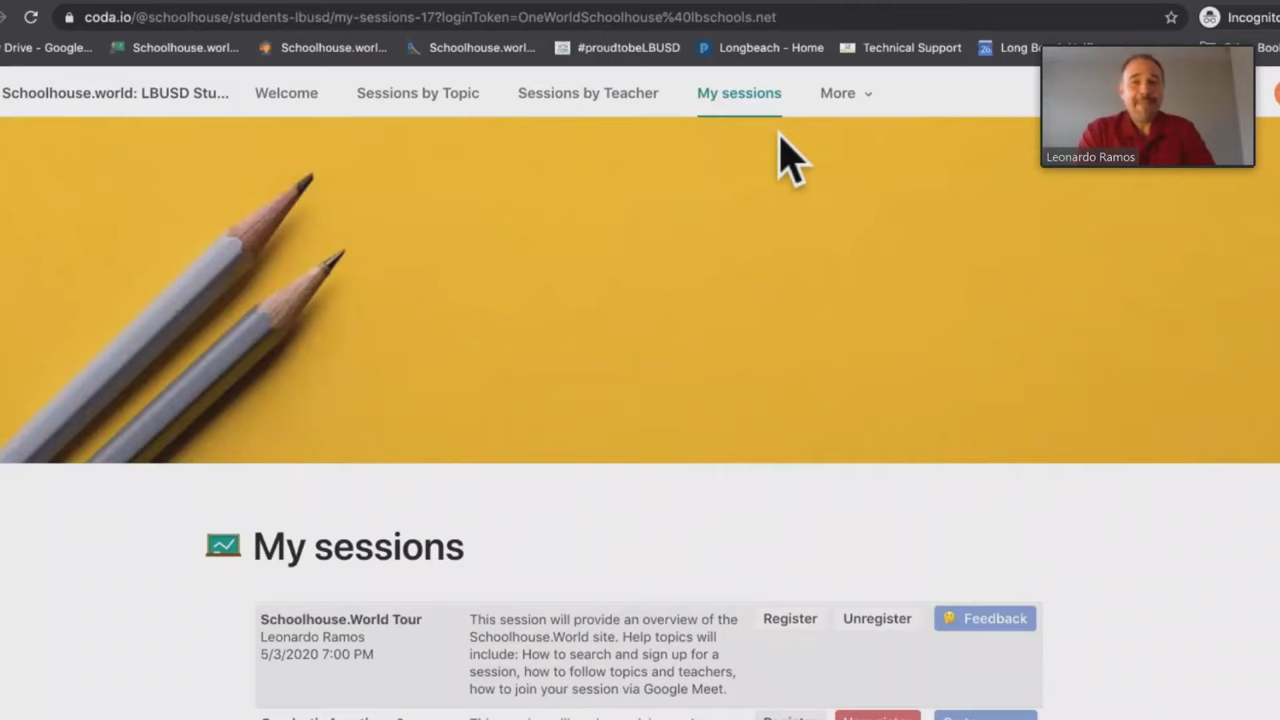 coda.io/@schoolhouse/students-lbusd/my-sessions-17?loginToken=OneWorldSchoolhouse%40lbschools.net
Incognito
Drive - Google...
Schoolhouse.worl...
Schoolhouse.worl...
Schoolhouse.worl...
#proudtobeLBUSD
Longbeach - Home
Technical Support
26
Long
Schoolhouse.world: LBUSD Stu...
Welcome
Sessions by Topic
Sessions by Teacher
My sessions
More
Leonardo Ramos
My sessions
Schoolhouse.World Tour
Leonardo Ramos
5/3/2020 7:00 PM
This session will provide an overview of the
Schoolhouse.World site. Help topics will
include: How to search and sign up for a
session, how to follow topics and teachers,
how to join your session via Google Meet.
Register
Unregister
Feedback